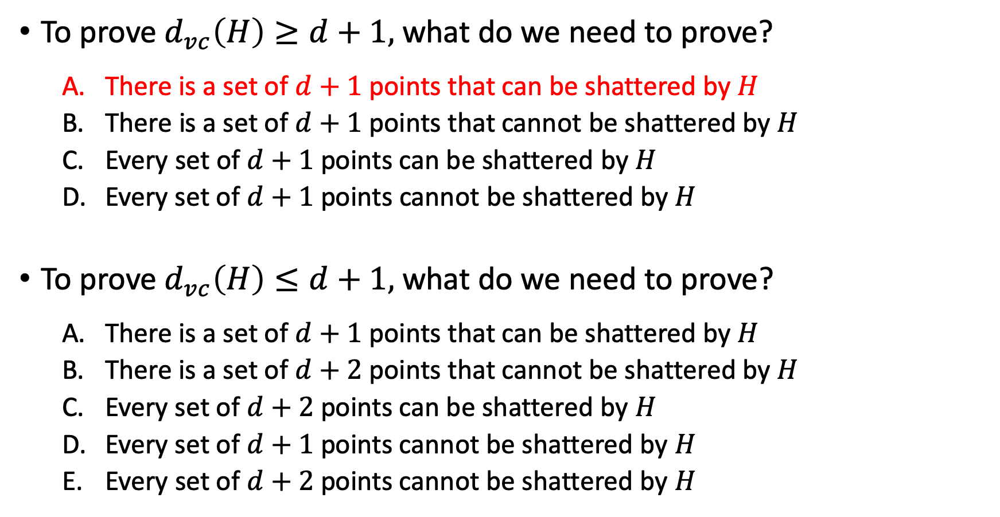 • To prove $d_{vc}(H) \geq d + 1$, what do we need to prove?
A. There is a set of $d + 1$ points that can be shattered by $H$
B. There is a set of $d + 1$ points that cannot be shattered by $H$
C. Every set of $d + 1$ points can be shattered by $H$
D. Every set of $d + 1$ points cannot be shattered by $H$
• To prove $d_{vc}(H) \leq d + 1$, what do we need to prove?
A. There is a set of $d + 1$ points that can be shattered by $H$
B. There is a set of $d + 2$ points that cannot be shattered by $H$
C. Every set of $d + 2$ points can be shattered by $H$
D. Every set of $d + 1$ points cannot be shattered by $H$
E. Every set of $d + 2$ points cannot be shattered by $H$